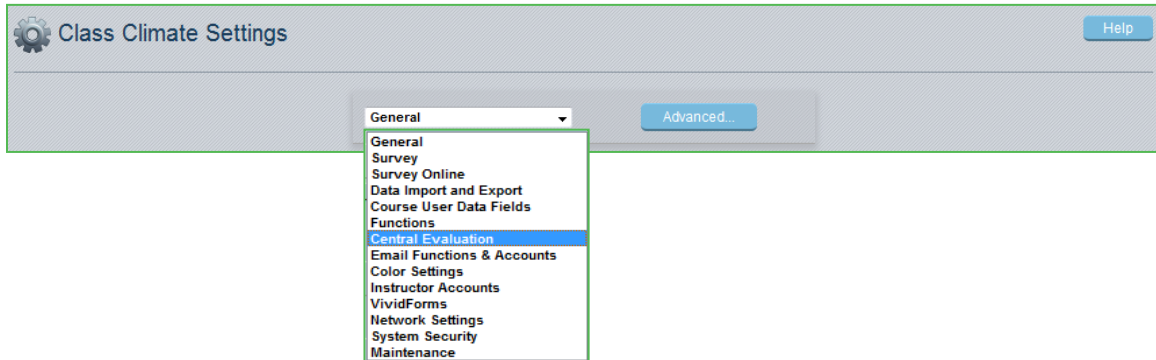 Class Climate Settings
Help
General
Advanced...
General
Survey
Survey Online
Data Import and Export
Course User Data Fields
Functions
Central Evaluation
Email Functions & Accounts
Color Settings
Instructor Accounts
VividForms
Network Settings
System Security
Maintenance